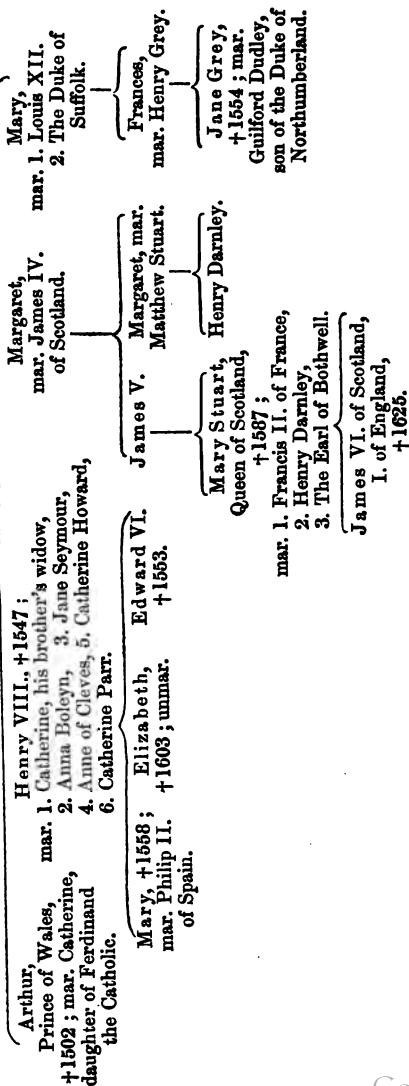 Arthur,
Prince of Wales,
†1502; mar. Catherine,
daughter of Ferdinand
the Catholic.
Henry VIII., †1547;
mar. 1. Catherine, his brother's widow,
2. Anna Boleyn, 3. Jane Seymour,
4. Anne of Cleves, 5. Catherine Howard,
6. Catherine Parr.
Margaret,
mar. James IV.
of Scotland.
Mary,
mar. 1. Louis XII.
2. The Duke of
Suffolk.
Mary, †1558;
mar. Philip II.
of Spain.
Elizabeth,
†1603; unmar.
Edward VI.
†1553.
James V.
Margaret, mar.
Matthew Stuart.
Frances,
mar. Henry Grey.
Mary Stuart,
Queen of Scotland,
†1587;
mar. 1. Francis II. of France,
2. Henry Darnley,
3. The Earl of Bothwell.
Henry Darnley.
Jane Grey,
†1554; mar.
Guilford Dudley,
son of the Duke of
Northumberland.
James VI. of Scotland,
I. of England,
†1625.